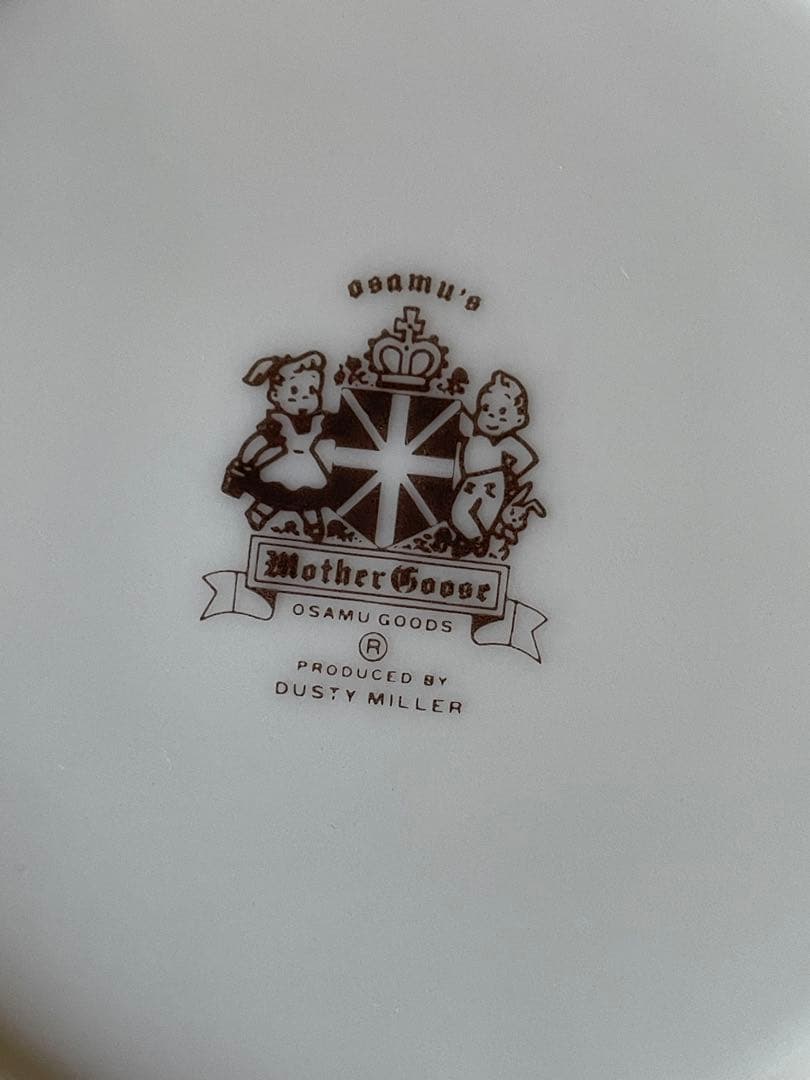 osamu's
Mother Goose
OSAMU GOODS
®
PRODUCED BY
DUSTY MILLER